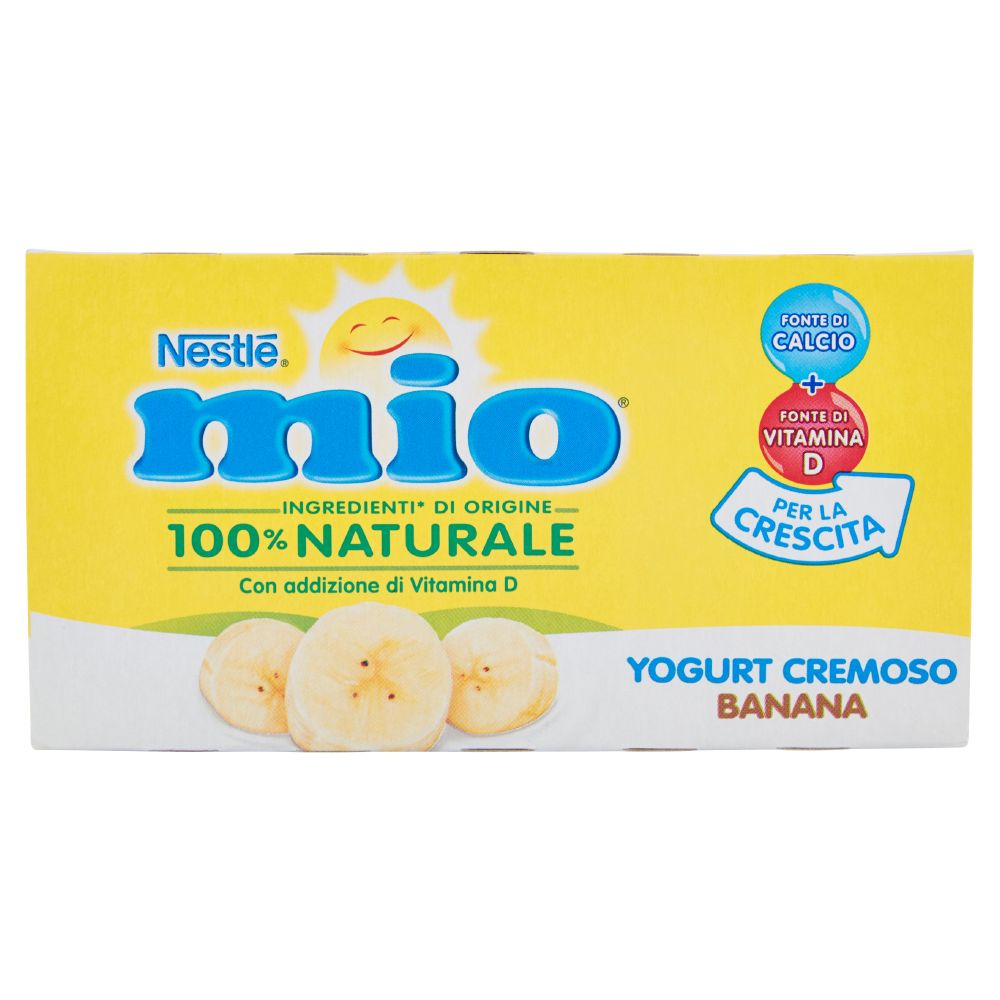 Nestlé®
mio®
INGREDIENTI* DI ORIGINE
100% NATURALE
Con addizione di Vitamina D
FONTE DI
CALCIO
+
FONTE DI
VITAMINA
D
PER LA
CRESCITA
YOGURT CREMOSO
BANANA